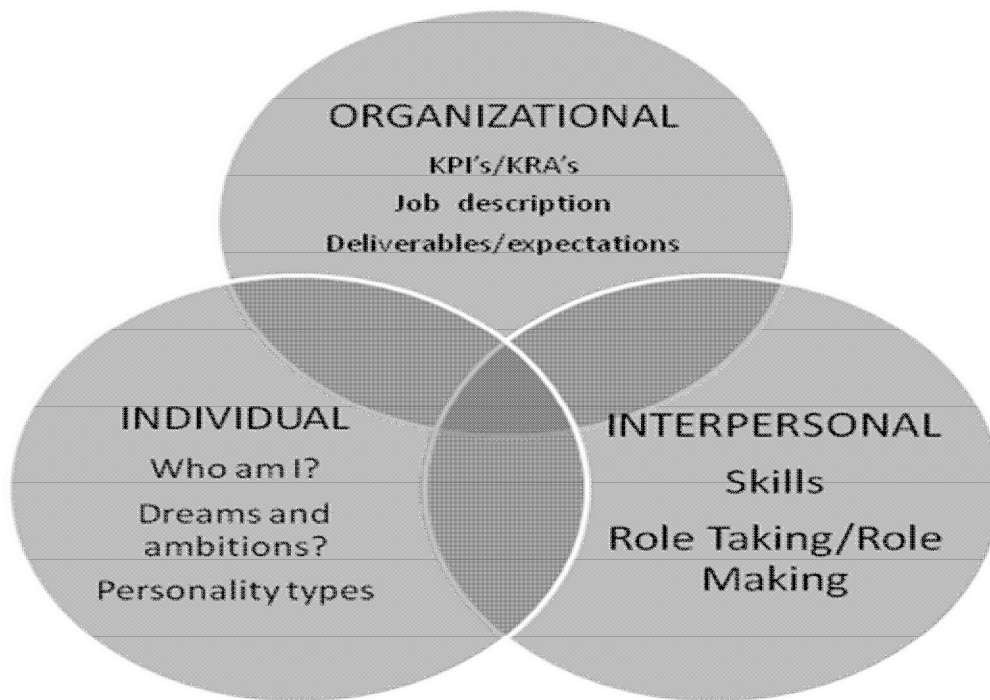 ORGANIZATIONAL
KPI's/KRA's
Job description
Deliverables/expectations
INDIVIDUAL
Who am I?
Dreams and
ambitions?
Personality types
INTERPERSONAL
Skills
Role Taking/Role
Making